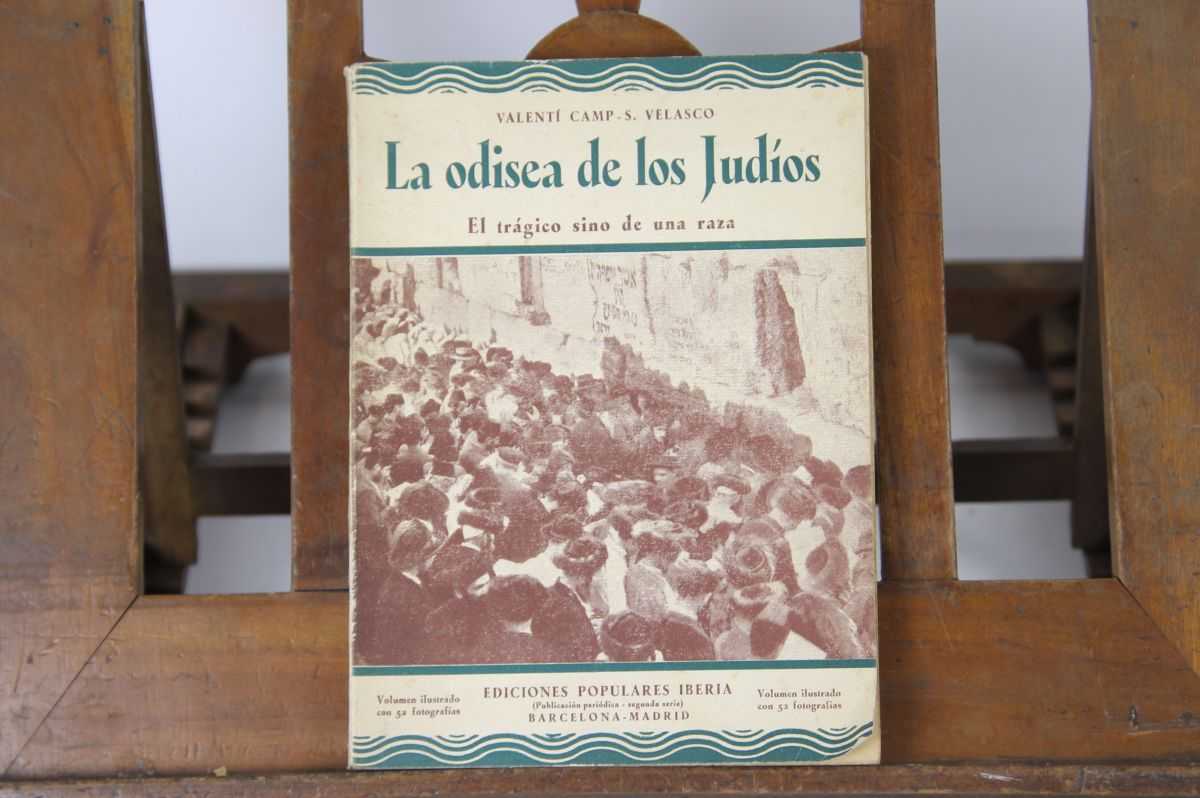 VALENTÍ CAMP-S. VELASCO
La odisea de los Judíos
El trágico sino de una raza
Volumen ilustrado
con 52 fotografías
EDICIONES POPULARES IBERIA
(Publicación periódica - segunda serie)
BARCELONA-MADRID
Volumen ilustrado
con 52 fotografías